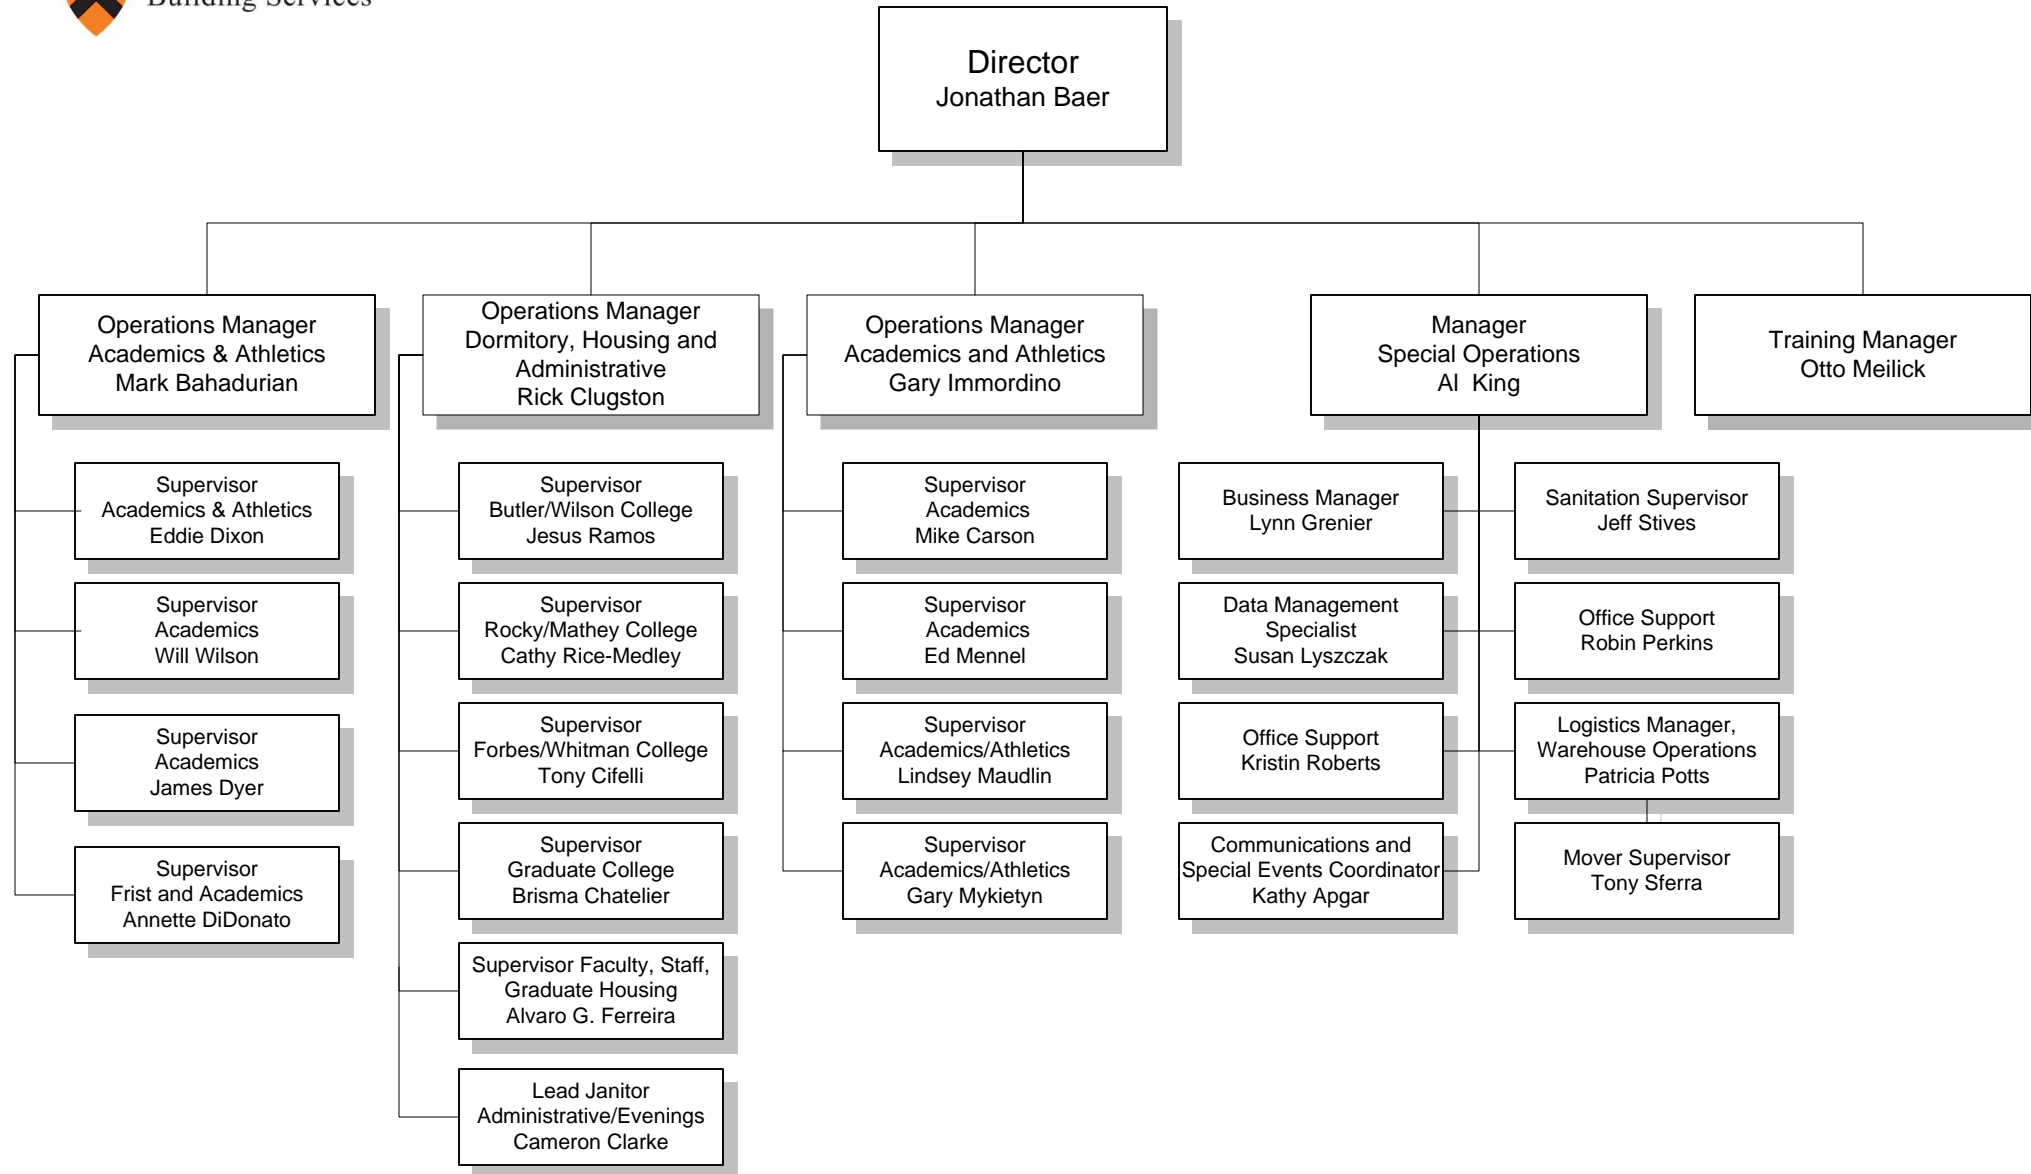 Building Services
Director
Jonathan Baer
Operations Manager
Academics & Athletics
Mark Bahadurian
Operations Manager
Dormitory, Housing and
Administrative
Rick Clugston
Operations Manager
Academics and Athletics
Gary Immordino
Manager
Special Operations
Al  King
Training Manager
Otto Meilick
Supervisor
Academics & Athletics
Eddie Dixon
Supervisor
Academics
Will Wilson
Supervisor
Academics
James Dyer
Supervisor
Frist and Academics
Annette DiDonato
Supervisor
Butler/Wilson College
Jesus Ramos
Supervisor
Rocky/Mathey College
Cathy Rice-Medley
Supervisor
Forbes/Whitman College
Tony Cifelli
Supervisor
Graduate College
Brisma Chatelier
Supervisor Faculty, Staff,
Graduate Housing
Alvaro G. Ferreira
Lead Janitor
Administrative/Evenings
Cameron Clarke
Supervisor
Academics
Mike Carson
Supervisor
Academics
Ed Mennel
Supervisor
Academics/Athletics
Lindsey Maudlin
Supervisor
Academics/Athletics
Gary Mykietyn
Business Manager
Lynn Grenier
Data Management
Specialist
Susan Lyszczak
Office Support
Kristin Roberts
Communications and
Special Events Coordinator
Kathy Apgar
Sanitation Supervisor
Jeff Stives
Office Support
Robin Perkins
Logistics Manager,
Warehouse Operations
Patricia Potts
Mover Supervisor
Tony Sferra